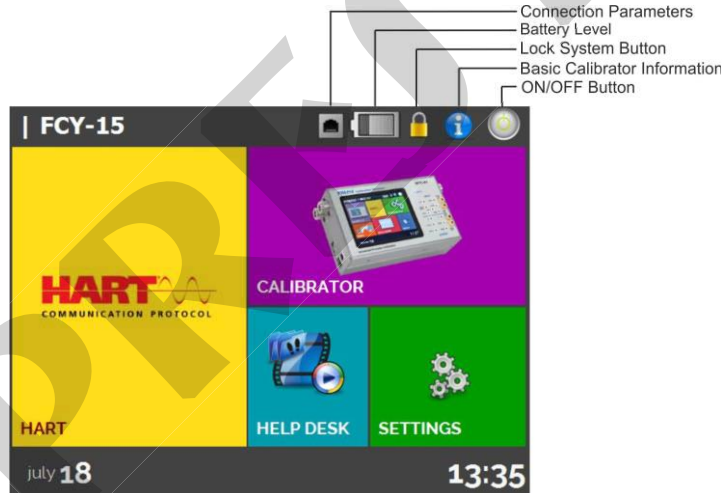 Connection Parameters
Battery Level
Lock System Button
Basic Calibrator Information
ON/OFF Button
| FCY-15
HART
COMMUNICATION PROTOCOL
CALIBRATOR
HART
HELP DESK
SETTINGS
july 18
13:35